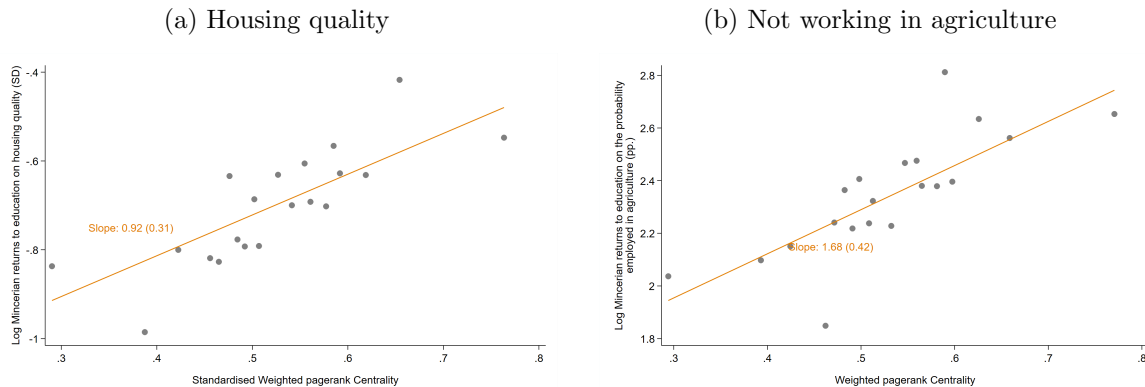 (a) Housing quality
Log Mincerian returns to education on housing quality (SD)
-.4
-.6
-.8
-1
Slope: 0.92 (0.31)
.3 .4 .5 .6 .7 .8
Standardised Weighted pagerank Centrality
(b) Not working in agriculture
Log Mincerian returns to education on the probability
employed in agriculture (pp.)
2.8
2.6
2.4
2.2
2
1.8
Slope: 1.68 (0.42)
.3 .4 .5 .6 .7 .8
Weighted pagerank Centrality